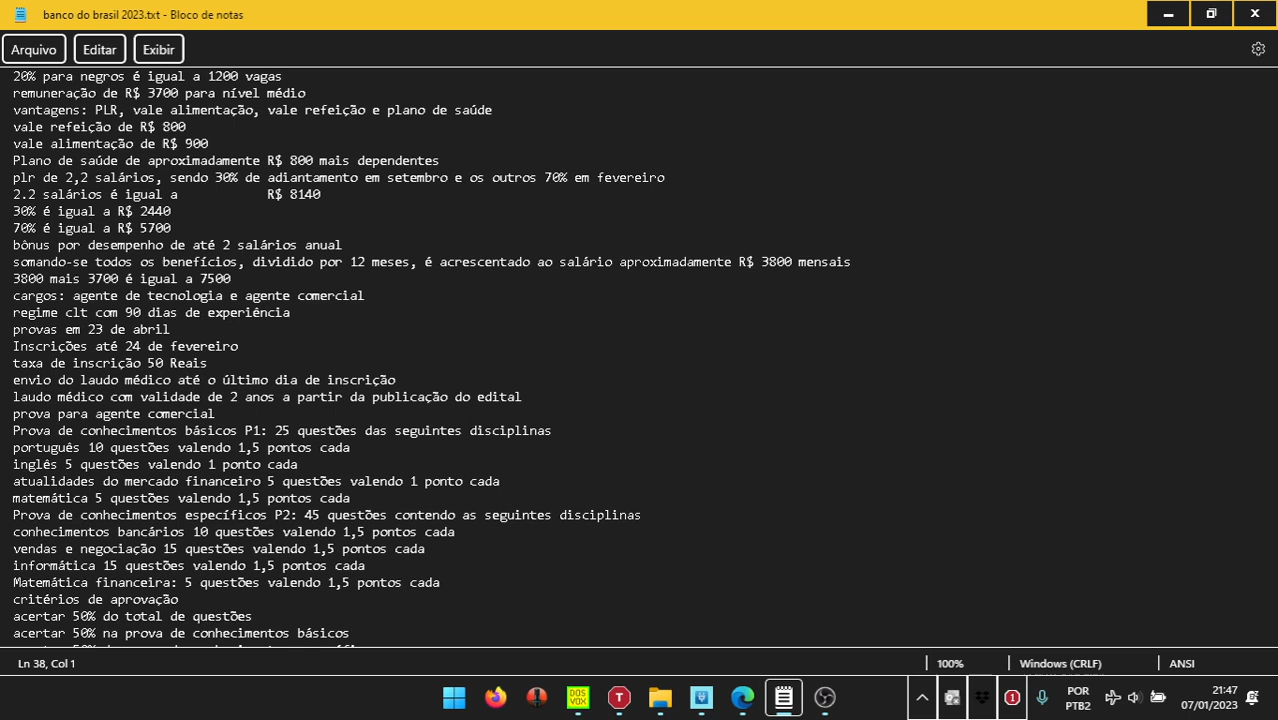 banco do brasil 2023.txt - Bloco de notas
Arquivo Editar Exibir
20% para negros é igual a 1200 vagas
remuneração de R$ 3700 para nível médio
vantagens: PLR, vale alimentação, vale refeição e plano de saúde
vale refeição de R$ 800
vale alimentação de R$ 900
Plano de saúde de aproximadamente R$ 800 mais dependentes
plr de 2,2 salários, sendo 30% de adiantamento em setembro e os outros 70% em fevereiro
2.2 salários é igual a R$ 8140
30% é igual a R$ 2440
70% é igual a R$ 5700
bônus por desempenho de até 2 salários anual
somando-se todos os benefícios, dividido por 12 meses, é acrescentado ao salário aproximadamente R$ 3800 mensais
3800 mais 3700 é igual a 7500
cargos: agente de tecnologia e agente comercial
regime clt com 90 dias de experiência
provas em 23 de abril
Inscrições até 24 de fevereiro
taxa de inscrição 50 Reais
envio do laudo médico até o último dia de inscrição
laudo médico com validade de 2 anos a partir da publicação do edital
prova para agente comercial
Prova de conhecimentos básicos P1: 25 questões das seguintes disciplinas
português 10 questões valendo 1,5 pontos cada
inglês 5 questões valendo 1 ponto cada
atualidades do mercado financeiro 5 questões valendo 1 ponto cada
matemática 5 questões valendo 1,5 pontos cada
Prova de conhecimentos específicos P2: 45 questões contendo as seguintes disciplinas
conhecimentos bancários 10 questões valendo 1,5 pontos cada
vendas e negociação 15 questões valendo 1,5 pontos cada
informática 15 questões valendo 1,5 pontos cada
Matemática financeira: 5 questões valendo 1,5 pontos cada
critérios de aprovação
acertar 50% do total de questões
acertar 50% na prova de conhecimentos básicos
Ln 38, Col 1 100% Windows (CRLF) ANSI
DOS VOX T 1 POR PTB2 21:47 07/01/2023